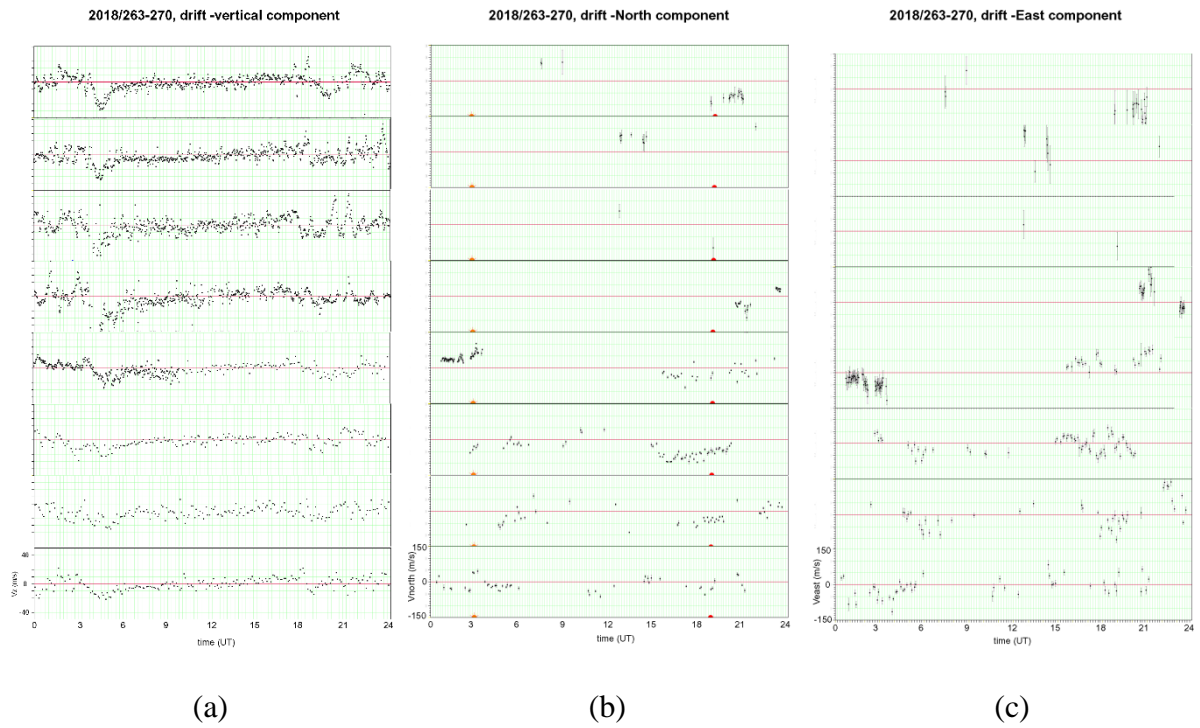 2018/263-270, drift -vertical component
40
0
-40
Vz (m/s)
0 3 6 9 12 15 18 21 24
time (UT)
(a)
2018/263-270, drift -North component
150
0
-150
Vnorth (m/s)
0 3 6 9 12 15 18 21 24
time (UT)
(b)
2018/263-270, drift -East component
150
0
-150
Veast (m/s)
0 3 6 9 12 15 18 21 24
time (UT)
(c)